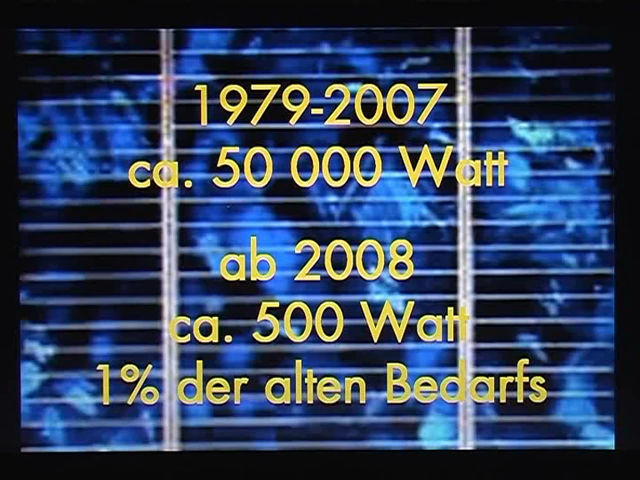 1979-2007
ca. 50 000 Watt
ab 2008
ca. 500 Watt
1% der alten Bedarfs